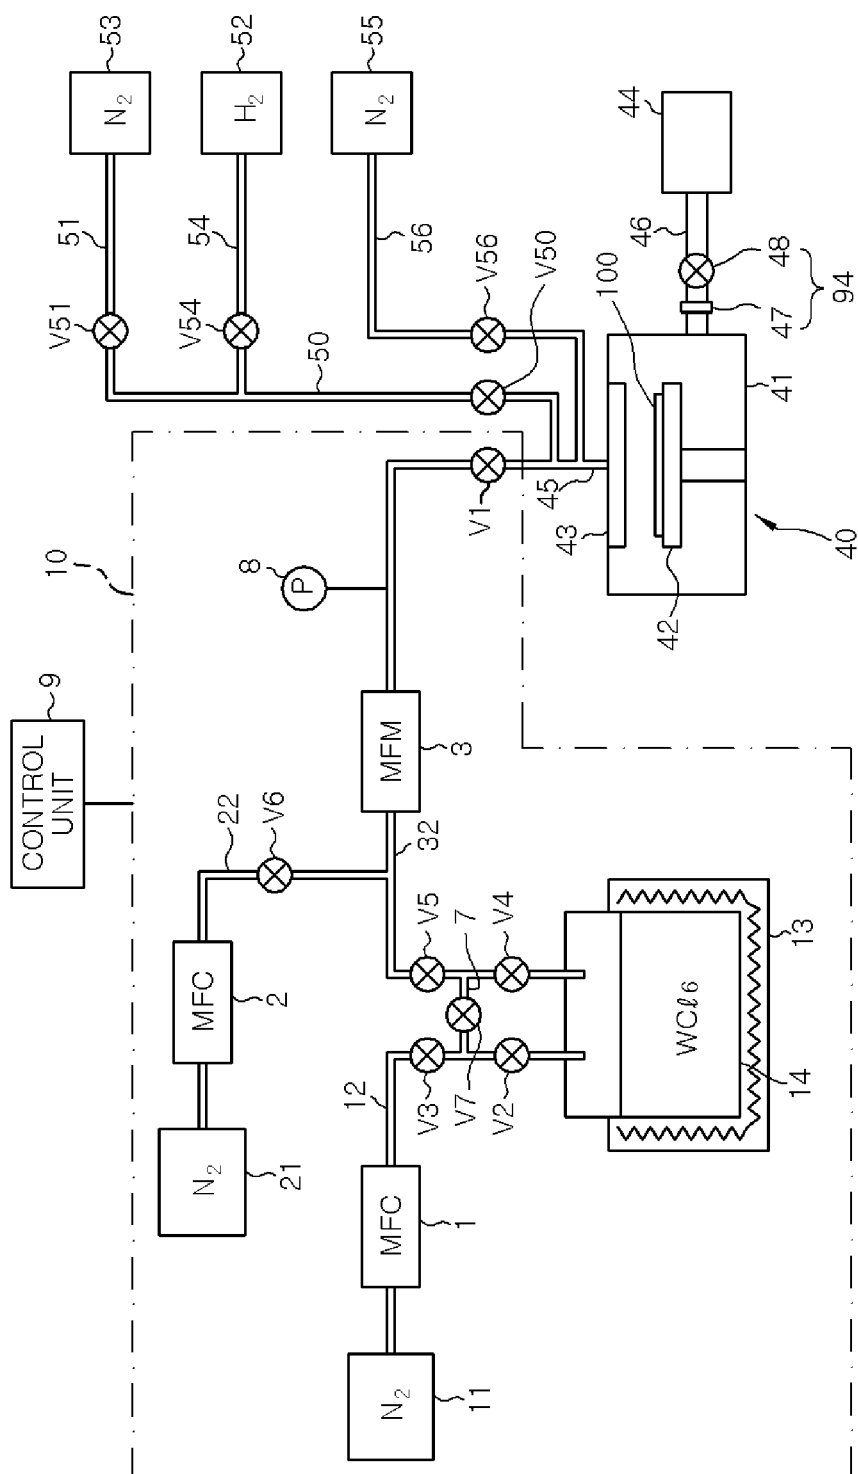 CONTROL
UNIT
9
10
N₂
11
MFC
1
12
N₂
21
MFC
2
22
V6
V3
V5
7
V2
V7
V4
WCℓ6
14
13
32
MFM
3
P
8
V1
N₂
53
H₂
52
N₂
55
51
54
56
V51
V54
V56
50
V50
45
43
42
100
40
41
46
44
47
48
94